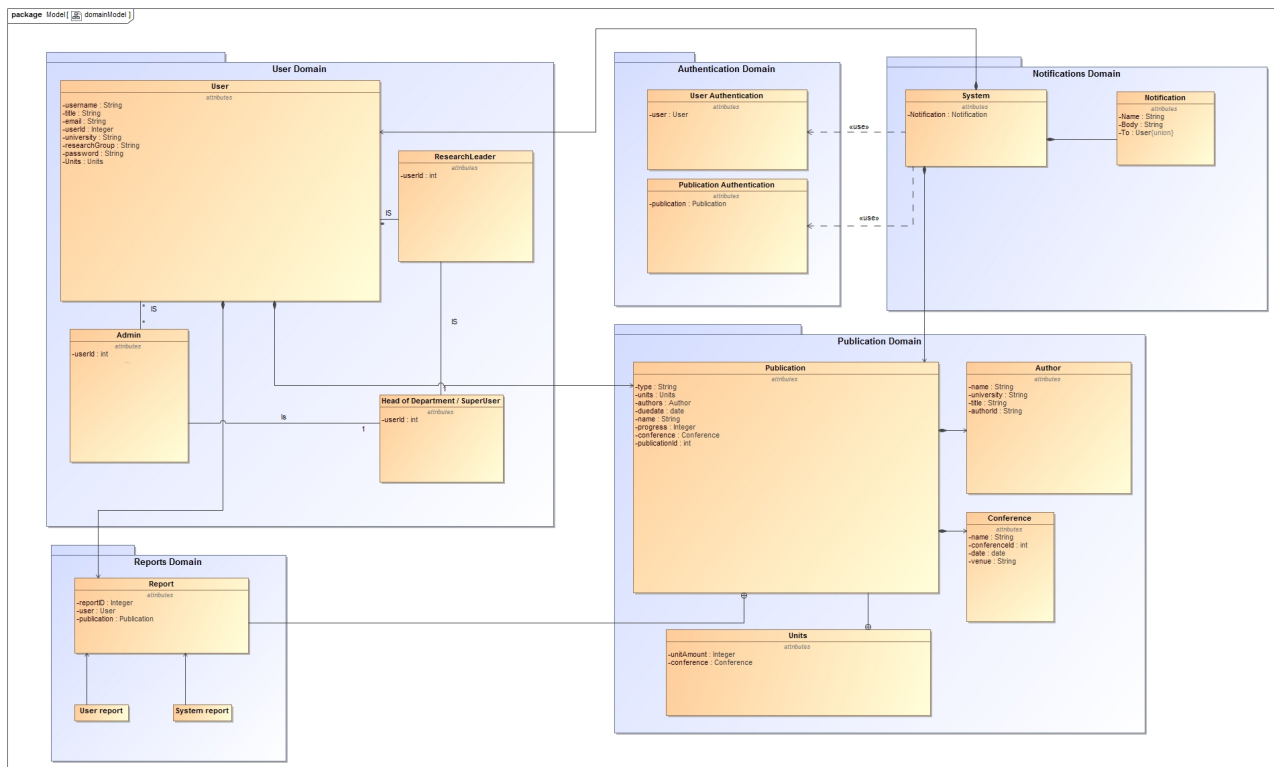 package Model[ domainModel ]
User Domain
User
attributes
-username : String
-title : String
-email : String
-userId : Integer
-university : String
-researchGroup : String
-password : String
-Units : Units
ResearchLeader
attributes
-userId : int
IS
*
IS
* IS
*
Admin
attributes
-userId : int
...
Is
1
1
Head of Department / SuperUser
attributes
-userId : int
Authentication Domain
User Authentication
attributes
-user : User
Publication Authentication
attributes
-publication : Publication
«use»
«use»
Notifications Domain
System
attributes
-Notification : Notification
Notification
attributes
-Name : String
-Body : String
-To : User{union}
Publication Domain
Publication
attributes
-type : String
-units : Units
-authors : Author
-duedate : date
-name : String
-progress : Integer
-conference : Conference
-publicationId : int
Author
attributes
-name : String
-university : String
-title : String
-authorId : String
Conference
attributes
-name : String
-conferenceId : int
-date : date
-venue : String
Units
attributes
-unitAmount : Integer
-conference : Conference
Reports Domain
Report
attributes
-reportID : Integer
-user : User
-publication : Publication
User report
System report